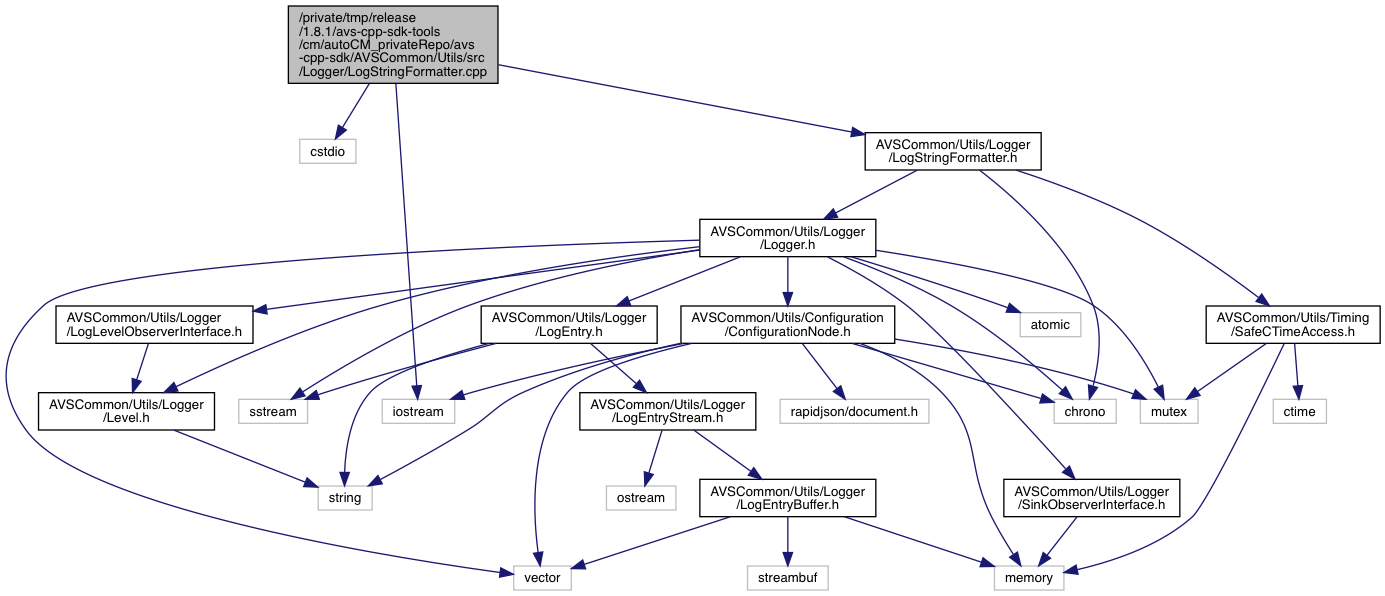 /private/tmp/release
/1.8.1/avs-cpp-sdk-tools
/cm/autoCM_privateRepo/avs
-cpp-sdk/AVSCommon/Utils/src
/Logger/LogStringFormatter.cpp
cstdio
AVSCommon/Utils/Logger
/LogStringFormatter.h
AVSCommon/Utils/Logger
/Logger.h
AVSCommon/Utils/Logger
/LogLevelObserverInterface.h
AVSCommon/Utils/Logger
/LogEntry.h
AVSCommon/Utils/Configuration
/ConfigurationNode.h
atomic
AVSCommon/Utils/Timing
/SafeCTimeAccess.h
AVSCommon/Utils/Logger
/Level.h
sstream
iostream
AVSCommon/Utils/Logger
/LogEntryStream.h
rapidjson/document.h
chrono
mutex
ctime
string
ostream
AVSCommon/Utils/Logger
/LogEntryBuffer.h
AVSCommon/Utils/Logger
/SinkObserverInterface.h
vector
streambuf
memory